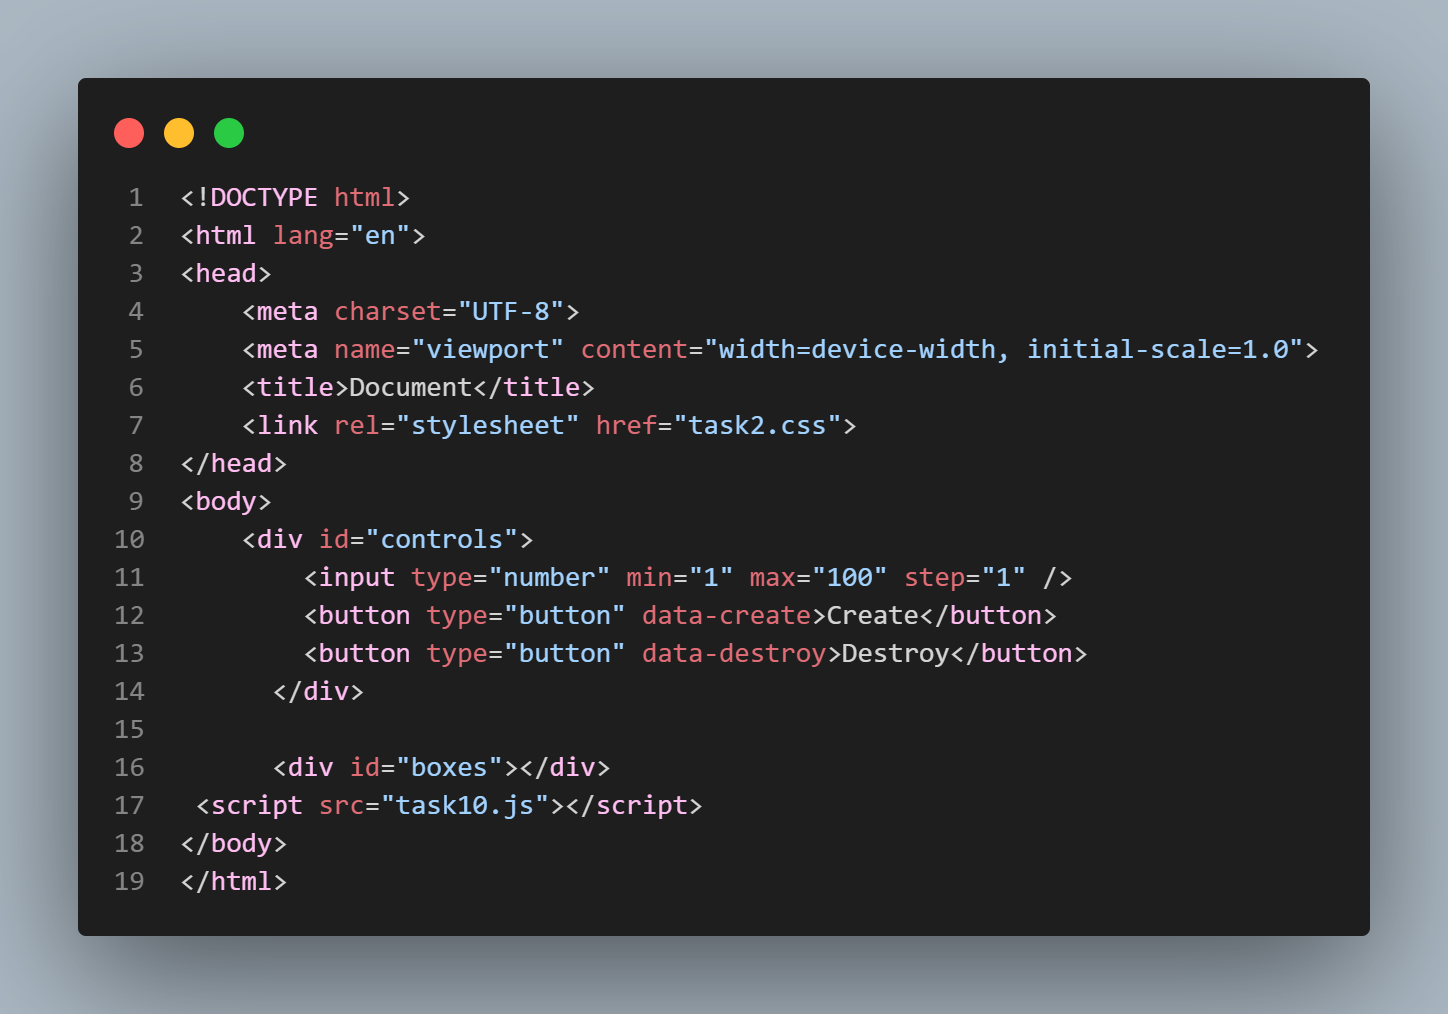 1 <!DOCTYPE html>
2 <html lang="en">
3 <head>
4     <meta charset="UTF-8">
5     <meta name="viewport" content="width=device-width, initial-scale=1.0">
6     <title>Document</title>
7     <link rel="stylesheet" href="task2.css">
8 </head>
9 <body>
10     <div id="controls">
11         <input type="number" min="1" max="100" step="1" />
12         <button type="button" data-create>Create</button>
13         <button type="button" data-destroy>Destroy</button>
14       </div>
15
16       <div id="boxes"></div>
17  <script src="task10.js"></script>
18 </body>
19 </html>